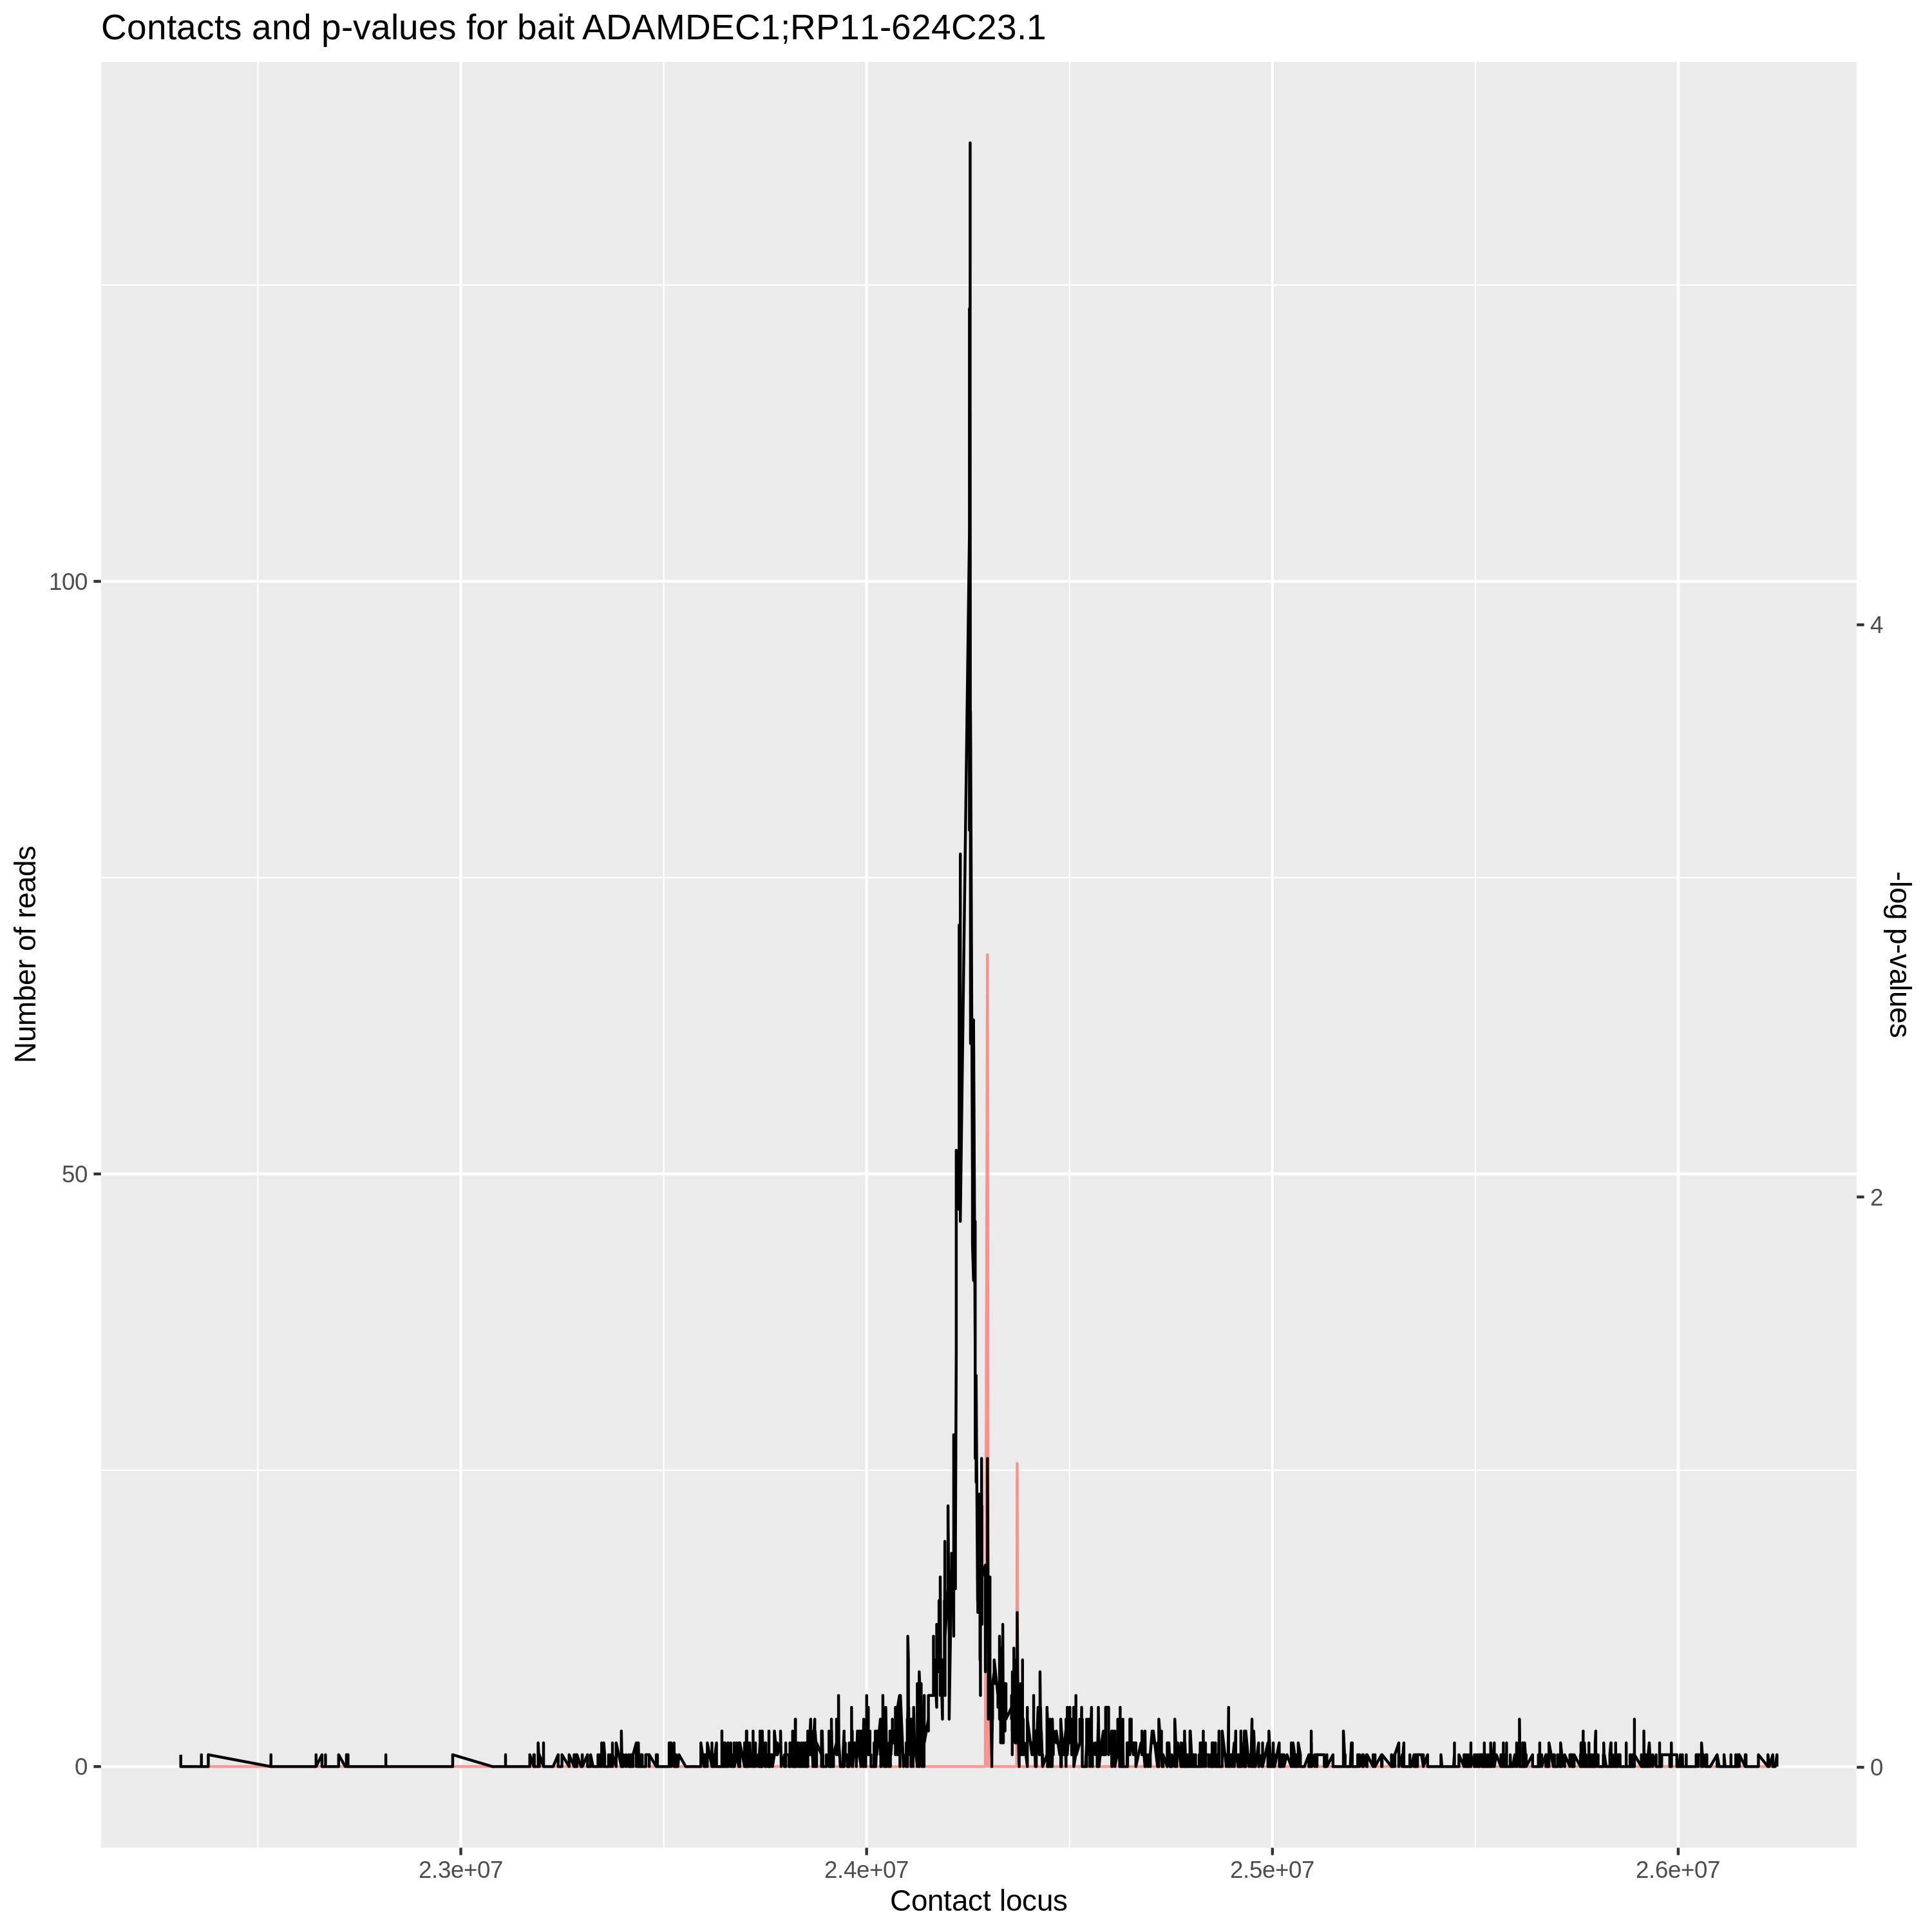 Contacts and p-values for bait ADAMDEC1;RP11-624C23.1
Number of reads
100
50
0
4
2
0
-log p-values
2.3e+07
2.4e+07
2.5e+07
2.6e+07
Contact locus